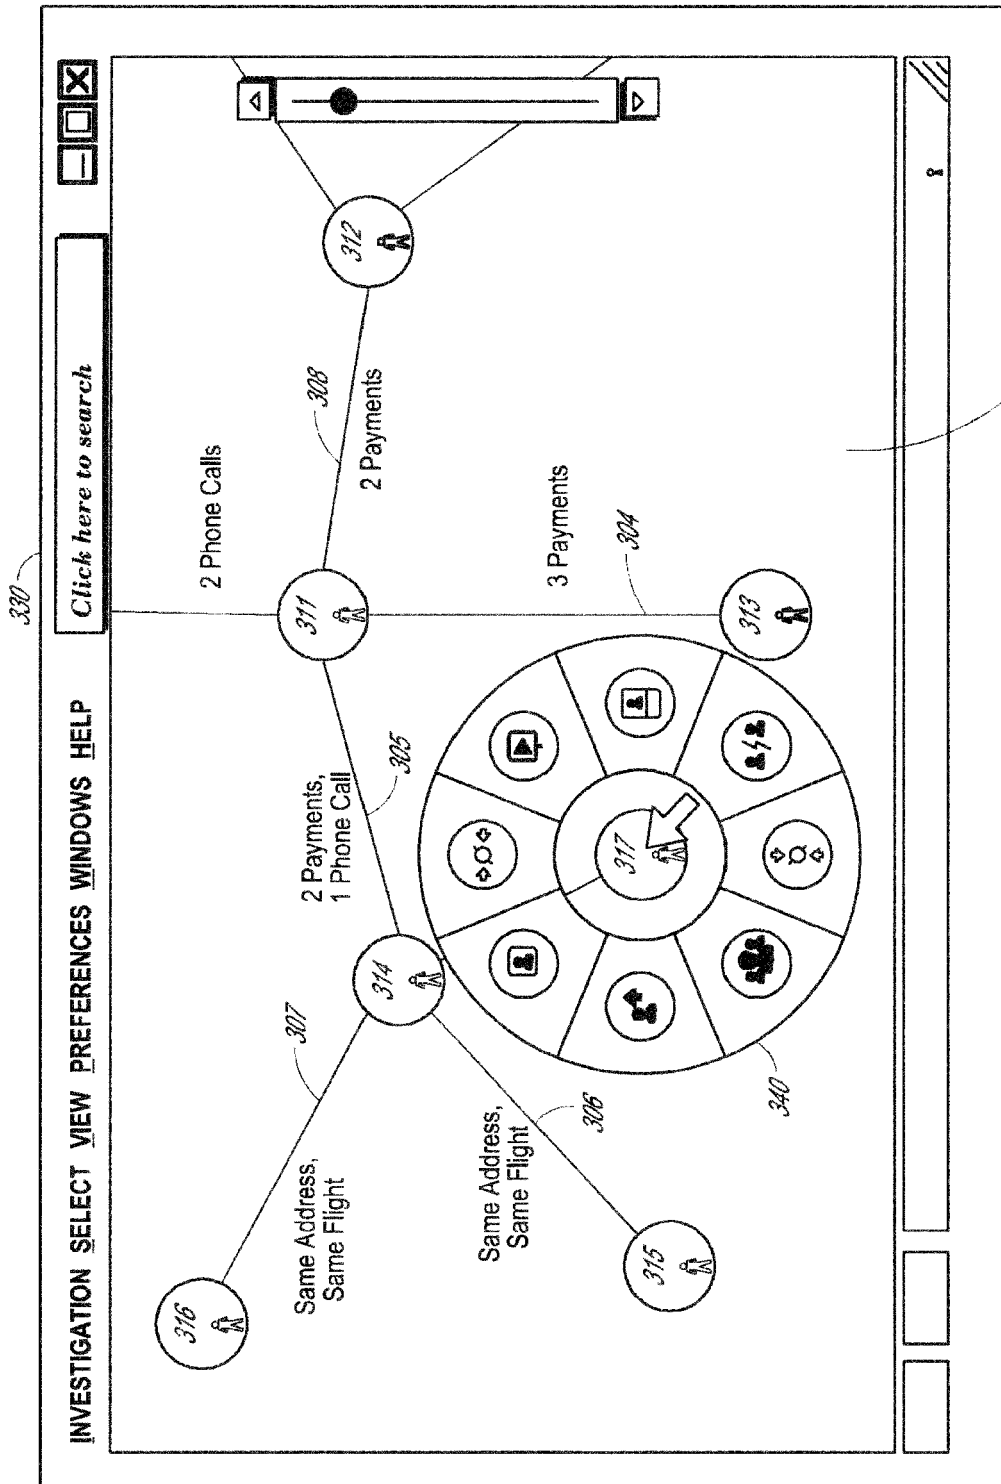 330
INVESTIGATION SELECT VIEW PREFERENCES WINDOWS HELP
Click here to search
316
307
Same Address,
Same Flight
314
2 Payments,
1 Phone Call
305
311
2 Phone Calls
308
2 Payments
312
315
Same Address,
Same Flight
306
317
340
3 Payments
304
313